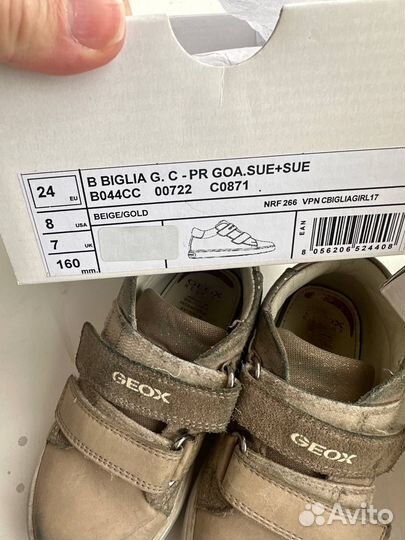 24 EU
8 USA
7 UK
160 mm.
B BIGLIA G. C - PR GOA.SUE+SUE
B044CC 00722 C0871
NRF 266 VPN CBIGLIAGIRL17
BEIGE/GOLD
EAN
8 056206 524408
GEOX
GEOX
GEOX
GEOX
Avito